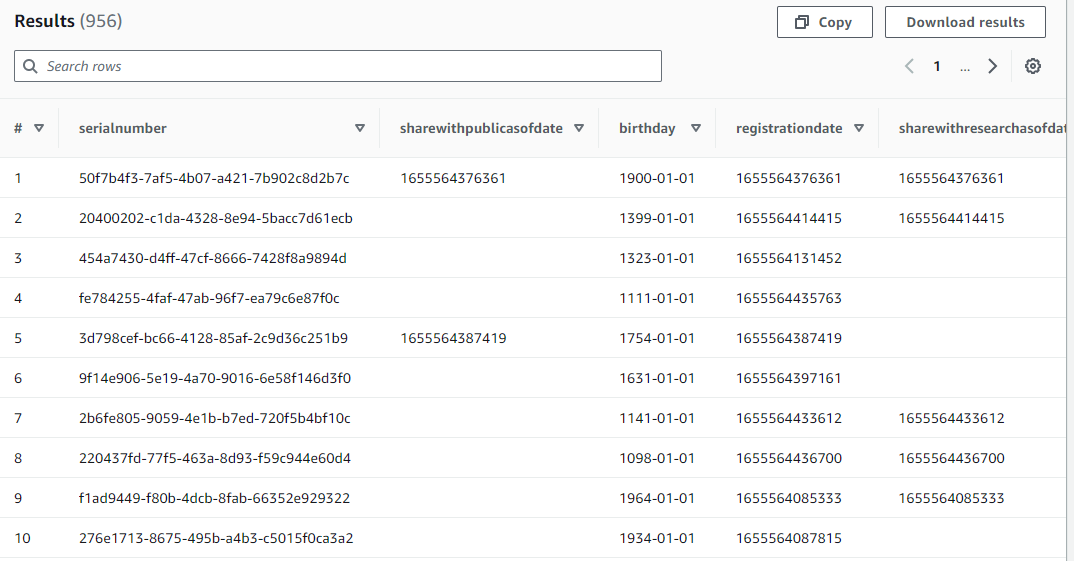 Results (956)
Copy
Download results
Search rows
1 ...
# serialnumber sharewithpublicasofdate birthday registrationdate sharewithresearchasofdat
1 50f7b4f3-7af5-4b07-a421-7b902c8d2b7c 1655564376361 1900-01-01 1655564376361 1655564376361
2 20400202-c1da-4328-8e94-5bacc7d61ecb 1399-01-01 1655564414415 1655564414415
3 454a7430-d4ff-47cf-8666-7428f8a9894d 1323-01-01 1655564131452
4 fe784255-4faf-47ab-96f7-ea79c6e87f0c 1111-01-01 1655564435763
5 3d798cef-bc66-4128-85af-2c9d36c251b9 1655564387419 1754-01-01 1655564387419
6 9f14e906-5e19-4a70-9016-6e58f146d3f0 1631-01-01 1655564397161
7 2b6fe805-9059-4e1b-b7ed-720f5b4bf10c 1141-01-01 1655564433612 1655564433612
8 220437fd-77f5-463a-8d93-f59c944e60d4 1098-01-01 1655564436700 1655564436700
9 f1ad9449-f80b-4dcb-8fab-66352e929322 1964-01-01 1655564085333 1655564085333
10 276e1713-8675-495b-a4b3-c5015f0ca3a2 1934-01-01 1655564087815